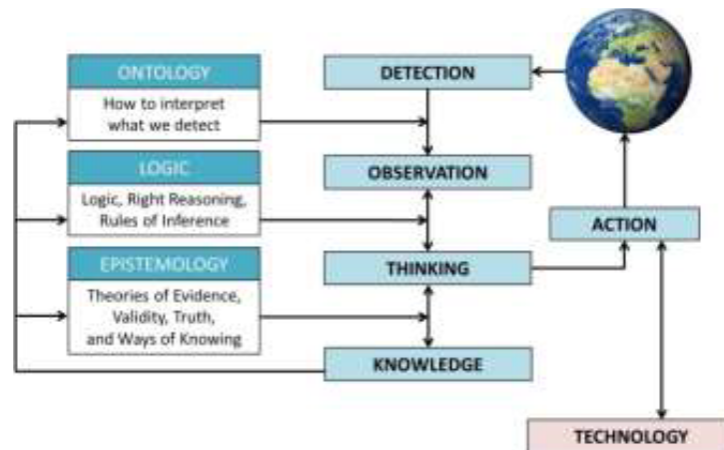 ONTOLOGY
How to interpret
what we detect
LOGIC
Logic, Right Reasoning,
Rules of Inference
EPISTEMOLOGY
Theories of Evidence,
Validity, Truth,
and Ways of Knowing
DETECTION
OBSERVATION
THINKING
KNOWLEDGE
ACTION
TECHNOLOGY